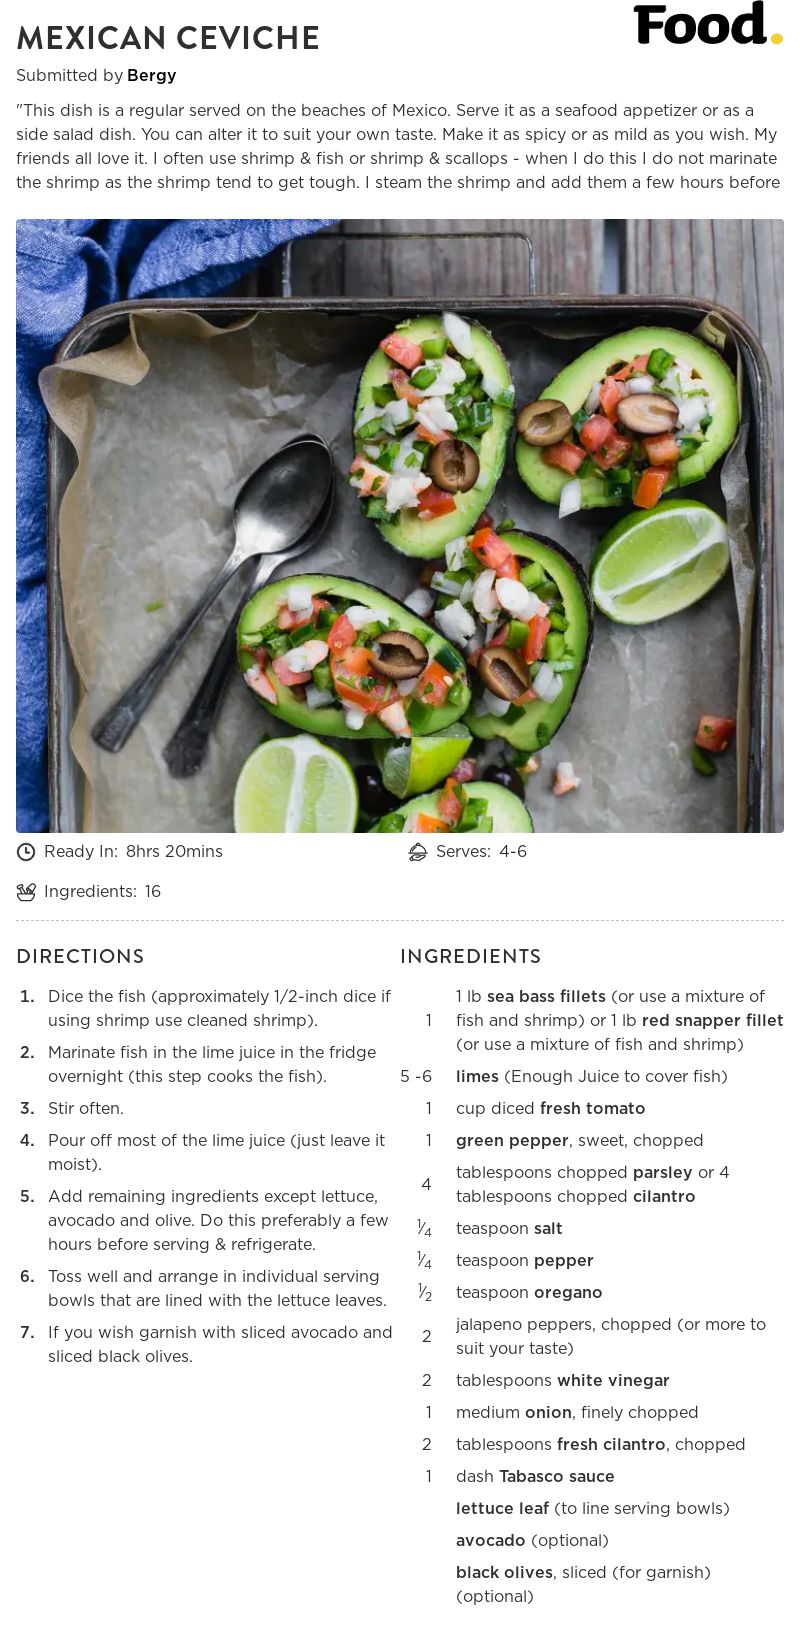 MEXICAN CEVICHE
Food.
Submitted by Bergy
"This dish is a regular served on the beaches of Mexico. Serve it as a seafood appetizer or as a
side salad dish. You can alter it to suit your own taste. Make it as spicy or as mild as you wish. My
friends all love it. I often use shrimp & fish or shrimp & scallops - when I do this I do not marinate
the shrimp as the shrimp tend to get tough. I steam the shrimp and add them a few hours before
Ready In: 8hrs 20mins
Serves: 4-6
Ingredients: 16
DIRECTIONS
1. Dice the fish (approximately 1/2-inch dice if
using shrimp use cleaned shrimp).
2. Marinate fish in the lime juice in the fridge
overnight (this step cooks the fish).
3. Stir often.
4. Pour off most of the lime juice (just leave it
moist).
5. Add remaining ingredients except lettuce,
avocado and olive. Do this preferably a few
hours before serving & refrigerate.
6. Toss well and arrange in individual serving
bowls that are lined with the lettuce leaves.
7. If you wish garnish with sliced avocado and
sliced black olives.
INGREDIENTS
1 lb sea bass fillets (or use a mixture of
1 fish and shrimp) or 1 lb red snapper fillet
(or use a mixture of fish and shrimp)
5 -6 limes (Enough Juice to cover fish)
1 cup diced fresh tomato
1 green pepper, sweet, chopped
4 tablespoons chopped parsley or 4
tablespoons chopped cilantro
1⁄4 teaspoon salt
1⁄4 teaspoon pepper
1⁄2 teaspoon oregano
2 jalapeno peppers, chopped (or more to
suit your taste)
2 tablespoons white vinegar
1 medium onion, finely chopped
2 tablespoons fresh cilantro, chopped
1 dash Tabasco sauce
lettuce leaf (to line serving bowls)
avocado (optional)
black olives, sliced (for garnish)
(optional)